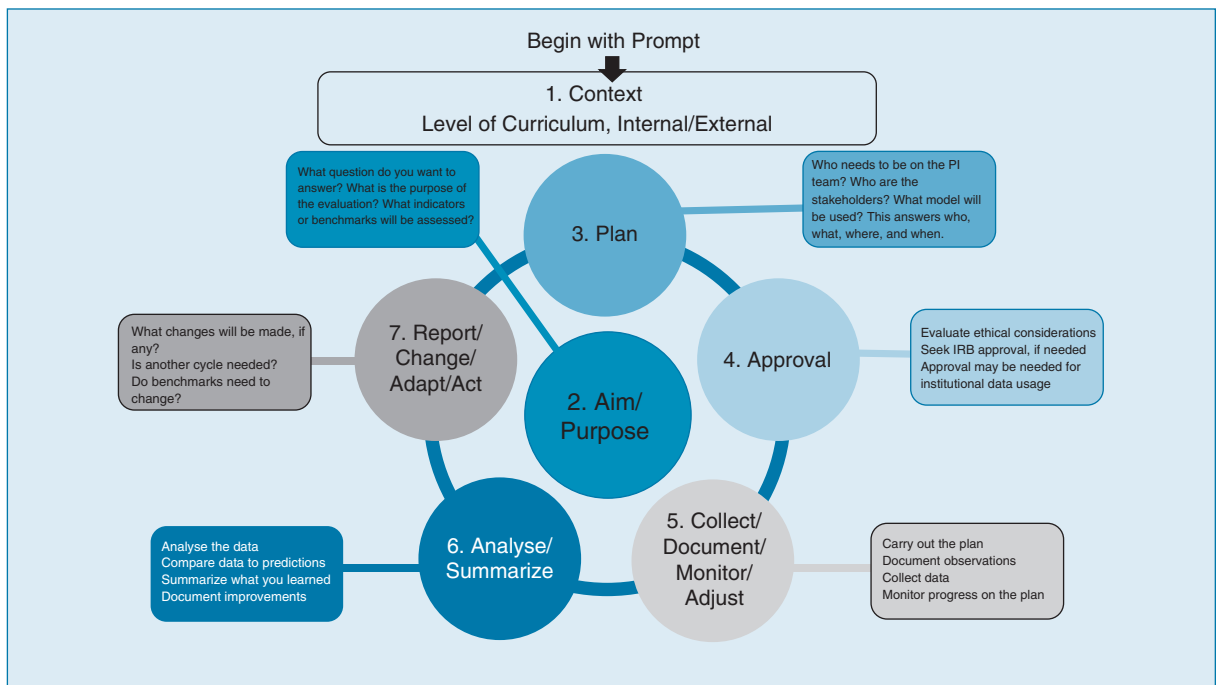 Begin with Prompt
1. Context
Level of Curriculum, Internal/External
What question do you want to
answer? What is the purpose of
the evaluation? What indicators
or benchmarks will be assessed?
Who needs to be on the PI
team? Who are the
stakeholders? What model will
be used? This answers who,
what, where, and when.
3. Plan
7. Report/
Change/
Adapt/Act
What changes will be made, if
any?
Is another cycle needed?
Do benchmarks need to
change?
4. Approval
Evaluate ethical considerations
Seek IRB approval, if needed
Approval may be needed for
institutional data usage
2. Aim/
Purpose
6. Analyse/
Summarize
Analyse the data
Compare data to predictions
Summarize what you learned
Document improvements
5. Collect/
Document/
Monitor/
Adjust
Carry out the plan
Document observations
Collect data
Monitor progress on the plan